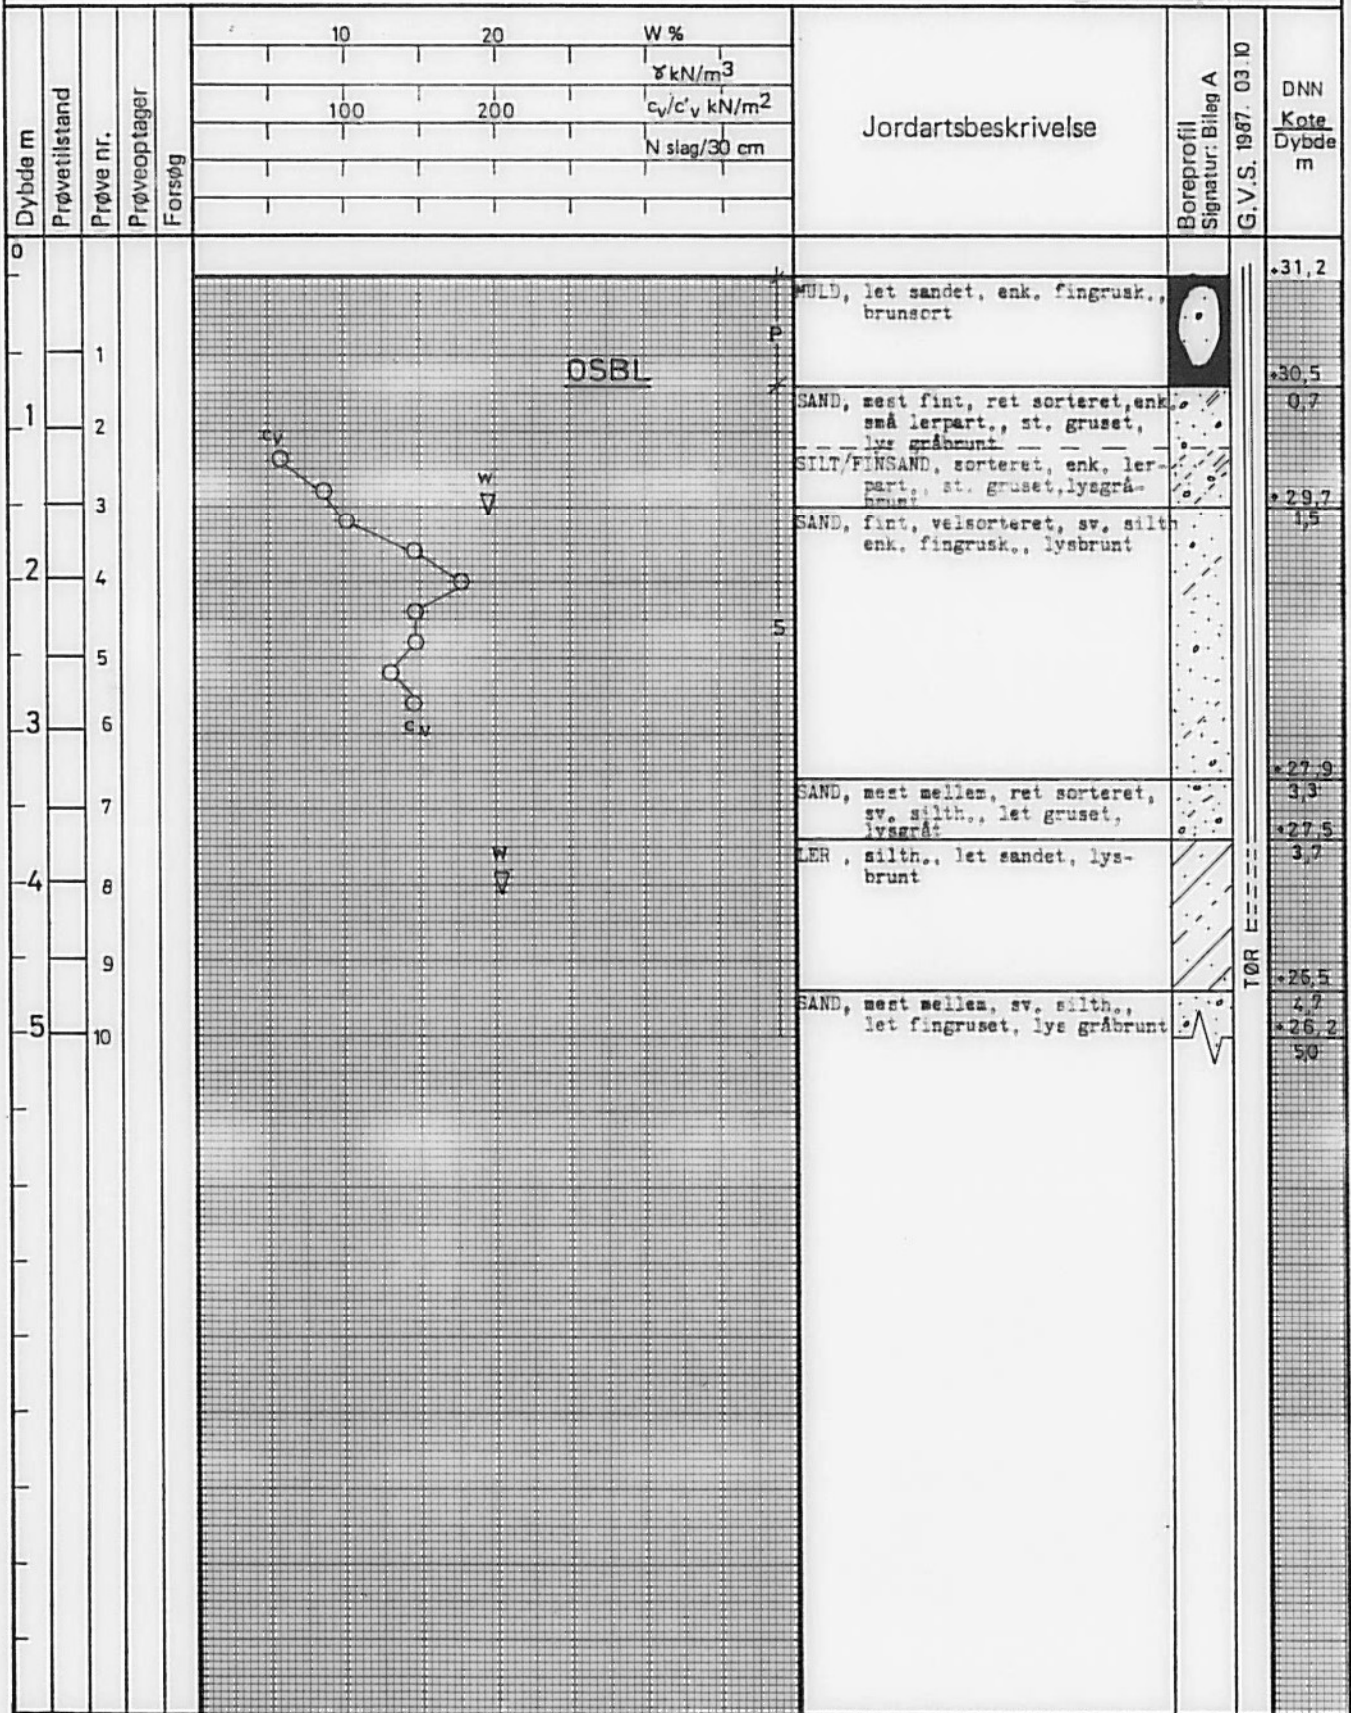 Dybde m
Prøvetilstand
Prøve nr.
Prøveoptager
Forsøg
10 20 W %
γ kN/m3
100 200 cv/c'v kN/m2
N slag/30 cm
Jordartsbeskrivelse
Boreprofil
Signatur: Bilag A
G.V.S. 1987. 03.10
DNN
Kote
Dybde
m
0
+31,2
MULD, let sandet, enk. fingrusk.,
brunsort
P
1
OSBL
+30,5
0,7
1
SAND, mest fint, ret sorteret, enk.
små lerpart., st. gruset,
lys gråbrunt
2
cv
SILT/FINSAND, sorteret, enk. ler-
part., st. gruset, lysgrå-
brunt
w
3
+29,7
1,5
SAND, fint, velsorteret, sv. silth
enk. fingrusk., lysbrunt
2
4
S
5
3
6
cv
+27,9
3,3
SAND, mest mellem, ret sorteret,
sv. silth., let gruset,
lysgråt
7
+27,5
3,7
LER , silth., let sandet, lys-
brunt
w
4
8
9
TØR
+26,5
4,7
SAND, mest mellem, sv. silth.,
let fingruset, lys gråbrunt
5
10
+26,2
5,0